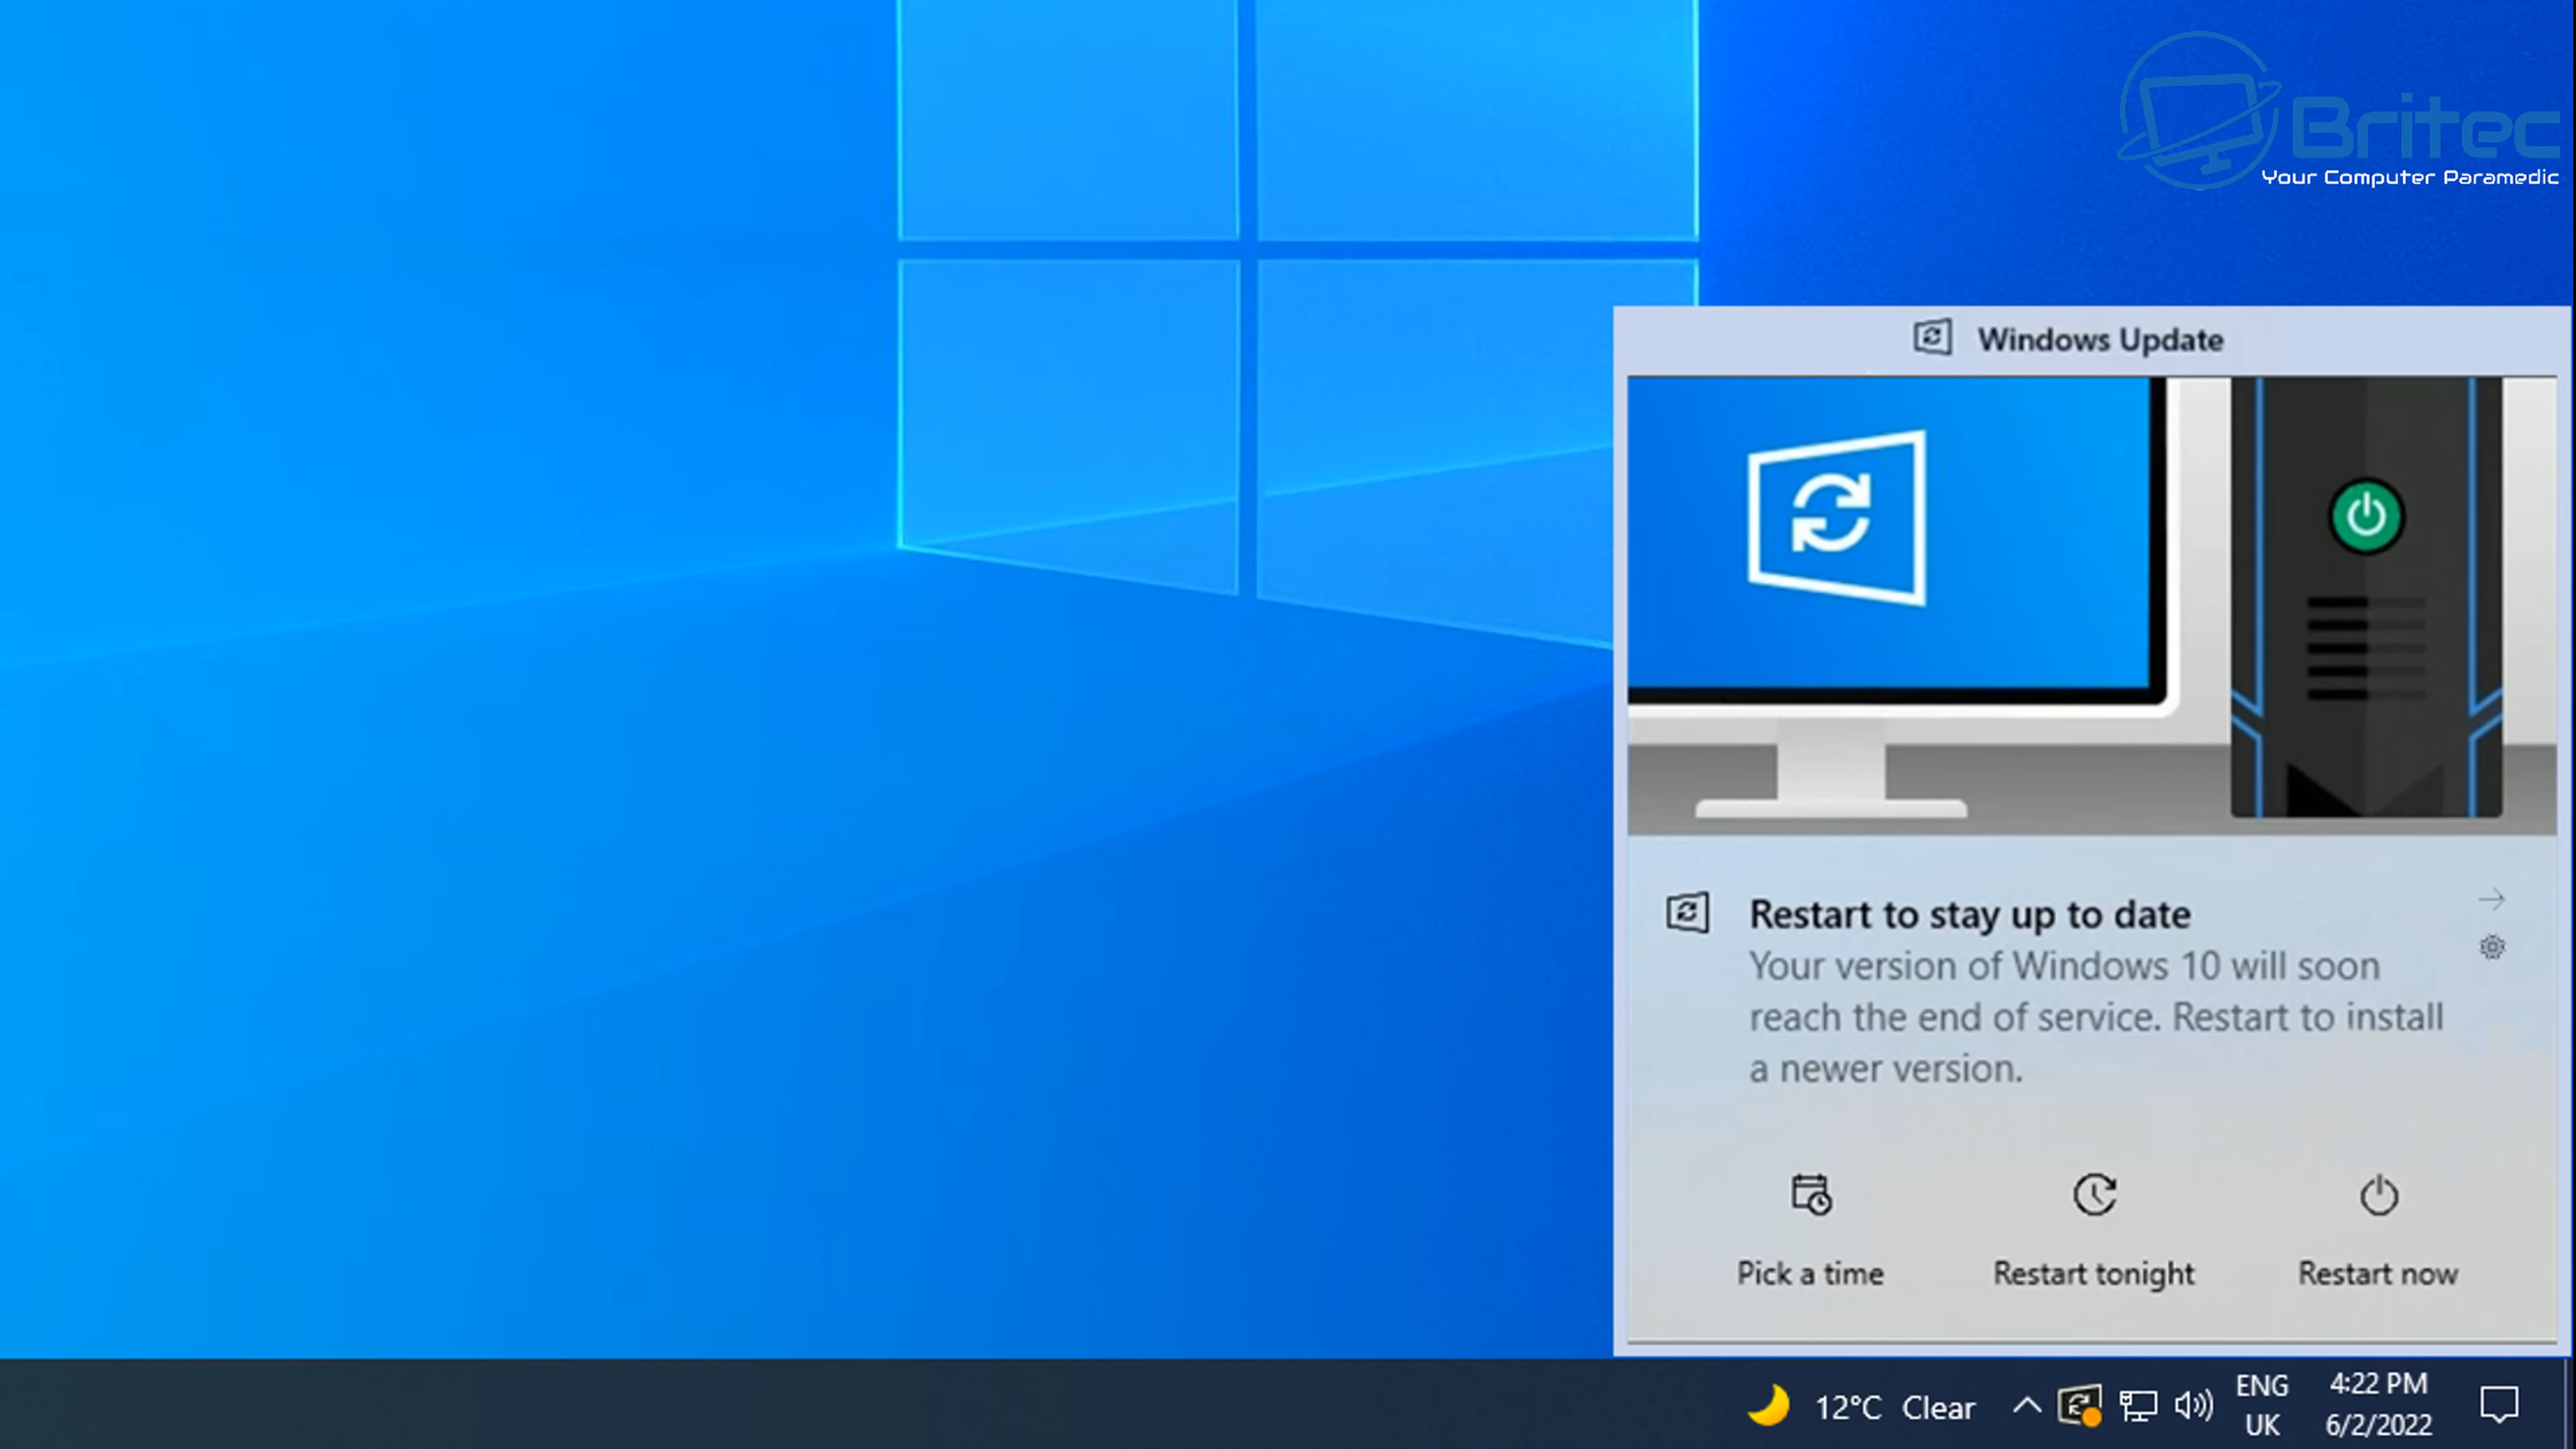 Britec
Your Computer Paramedic
Windows Update
Restart to stay up to date
Your version of Windows 10 will soon
reach the end of service. Restart to install
a newer version.
Pick a time
Restart tonight
Restart now
12°C Clear
ENG
UK
4:22 PM
6/2/2022